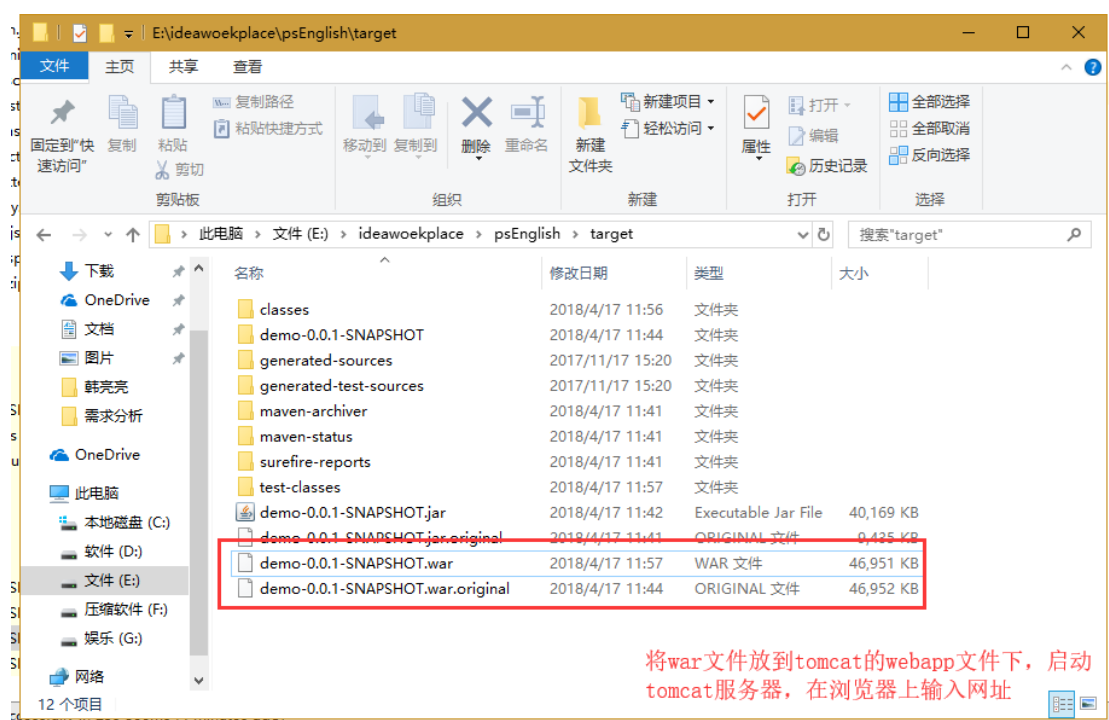 E:\ideawoekplace\psEnglish\target
文件 主页 共享 查看
固定到"快速访问"
复制
粘贴
复制路径
粘贴快捷方式
剪切
剪贴板
移动到
复制到
删除
重命名
组织
新建文件夹
新建项目
轻松访问
新建
属性
打开
编辑
历史记录
打开
全部选择
全部取消
反向选择
选择
此电脑 > 文件 (E:) > ideawoekplace > psEnglish > target
搜索"target"
下载
OneDrive
文档
图片
韩亮亮
需求分析
OneDrive
此电脑
本地磁盘 (C:)
软件 (D:)
文件 (E:)
压缩软件 (F:)
娱乐 (G:)
网络
名称 修改日期 类型 大小
classes 2018/4/17 11:56 文件夹
demo-0.0.1-SNAPSHOT 2018/4/17 11:44 文件夹
generated-sources 2017/11/17 15:20 文件夹
generated-test-sources 2017/11/17 15:20 文件夹
maven-archiver 2018/4/17 11:41 文件夹
maven-status 2018/4/17 11:41 文件夹
surefire-reports 2018/4/17 11:41 文件夹
test-classes 2018/4/17 11:57 文件夹
demo-0.0.1-SNAPSHOT.jar 2018/4/17 11:42 Executable Jar File 40,169 KB
demo-0.0.1-SNAPSHOT.jar.original 2018/4/17 11:41 ORIGINAL 文件 9,435 KB
demo-0.0.1-SNAPSHOT.war 2018/4/17 11:57 WAR 文件 46,951 KB
demo-0.0.1-SNAPSHOT.war.original 2018/4/17 11:44 ORIGINAL 文件 46,952 KB
将war文件放到tomcat的webapp文件下，启动
tomcat服务器，在浏览器上输入网址
12 个项目